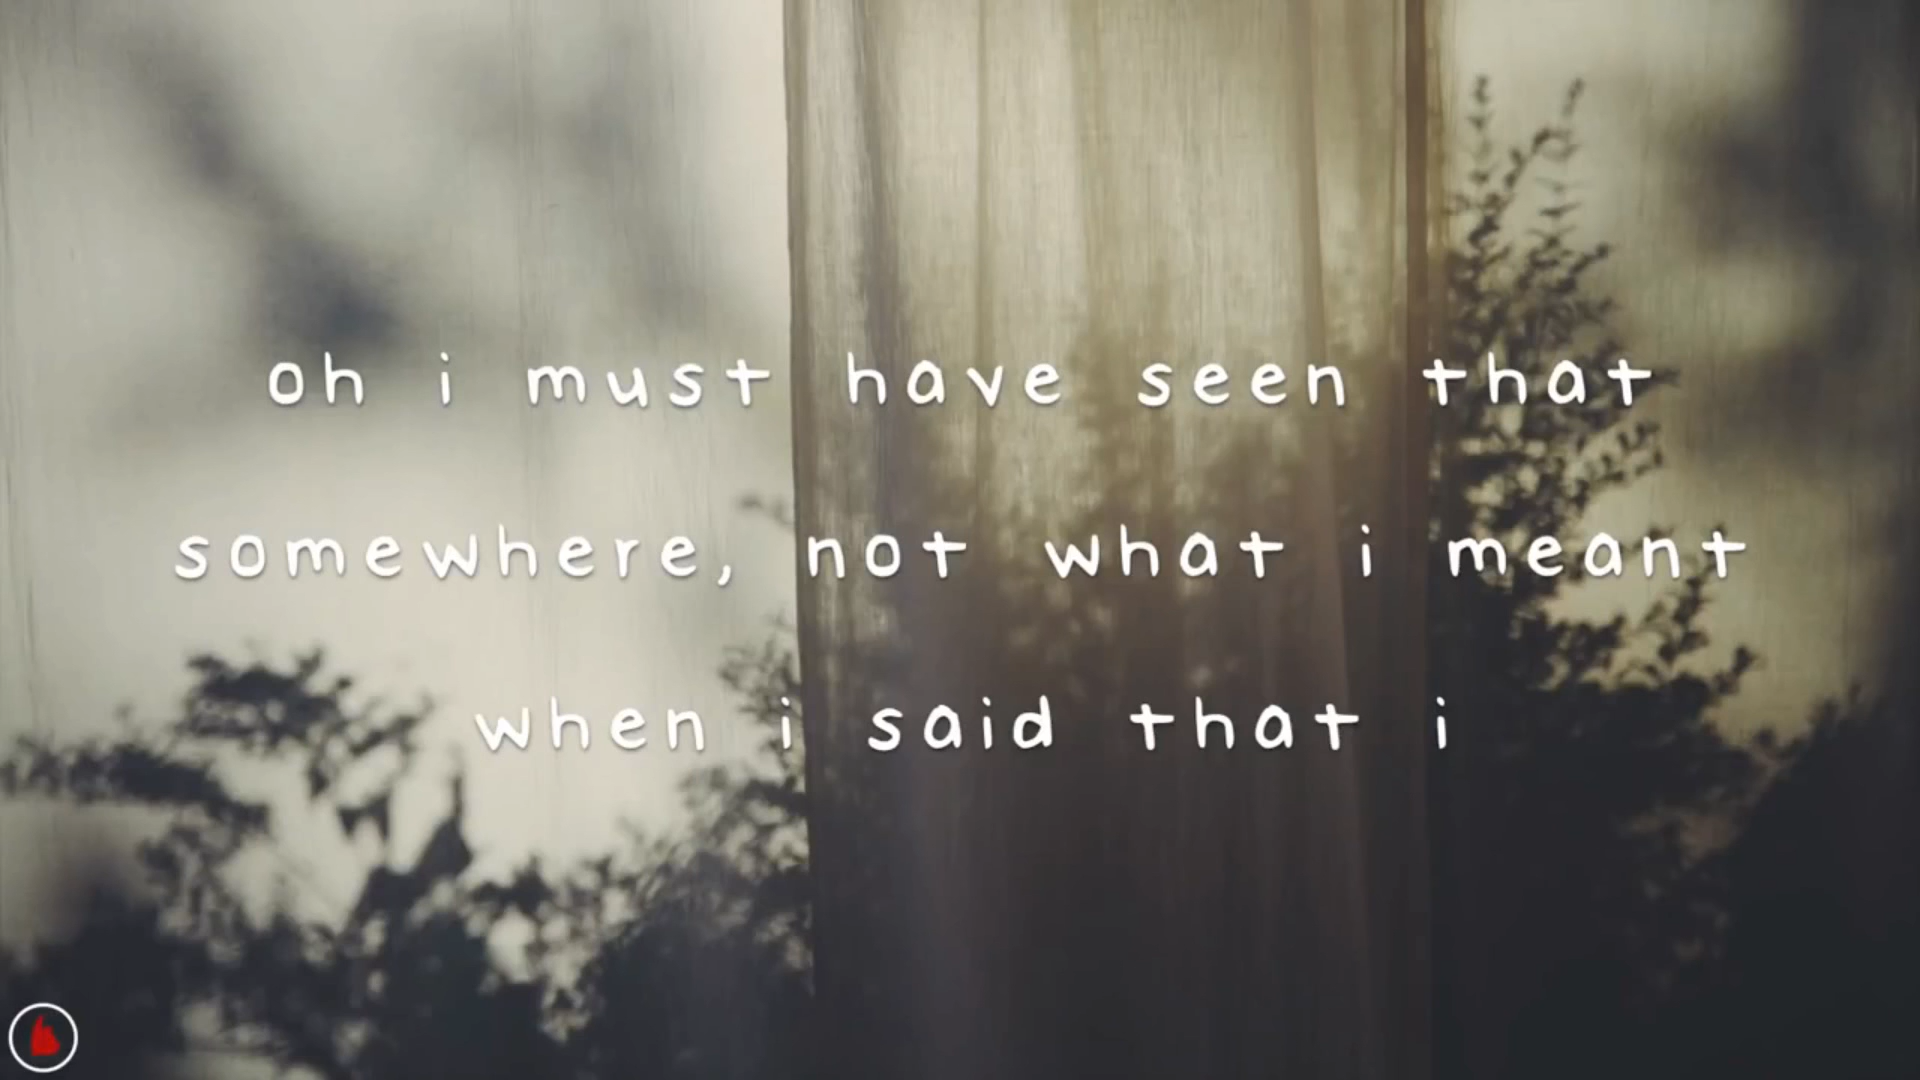 oh i must have seen that
somewhere, not what i meant
when i said that i